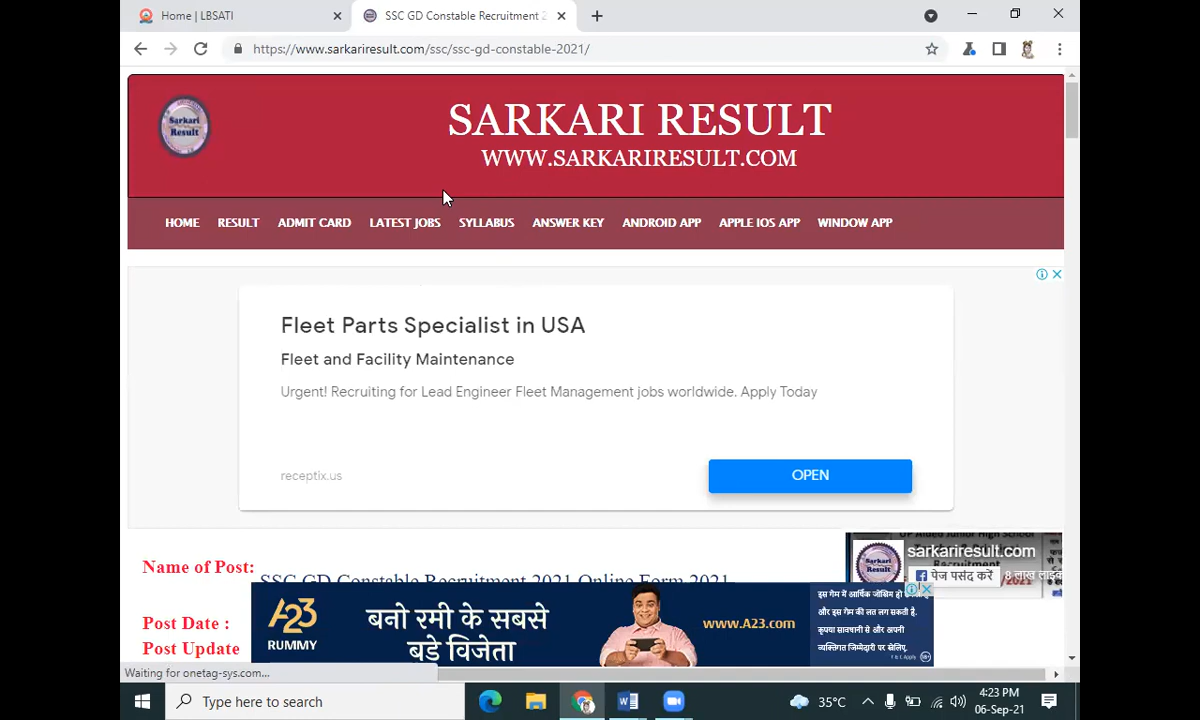 Home | LBSATI
SSC GD Constable Recruitment 2
https://www.sarkariresult.com/ssc/ssc-gd-constable-2021/
Sarkari
Result
SARKARI RESULT
WWW.SARKARIRESULT.COM
HOME RESULT ADMIT CARD LATEST JOBS SYLLABUS ANSWER KEY ANDROID APP APPLE IOS APP WINDOW APP
Fleet Parts Specialist in USA
Fleet and Facility Maintenance
Urgent! Recruiting for Lead Engineer Fleet Management jobs worldwide. Apply Today
receptix.us
OPEN
Name of Post:
SSC GD Constable Recruitment 2021 Online Form 2021
Post Date :
Post Update
sarkariresult.com
पेज पसंद करें
8 लाख लाइक
A23
RUMMY
बनो रमी के सबसे
बड़े विजेता
www.A23.com
इस गेम में आर्थिक जोखिम हो
और इस गेम की लत लग सकती है.
कृपया सावधानी से और अपनी
व्यक्तिगत जिम्मेदारी पर खेलिए.
Waiting for onetag-sys.com...
Type here to search
35°C
4:23 PM
06-Sep-21